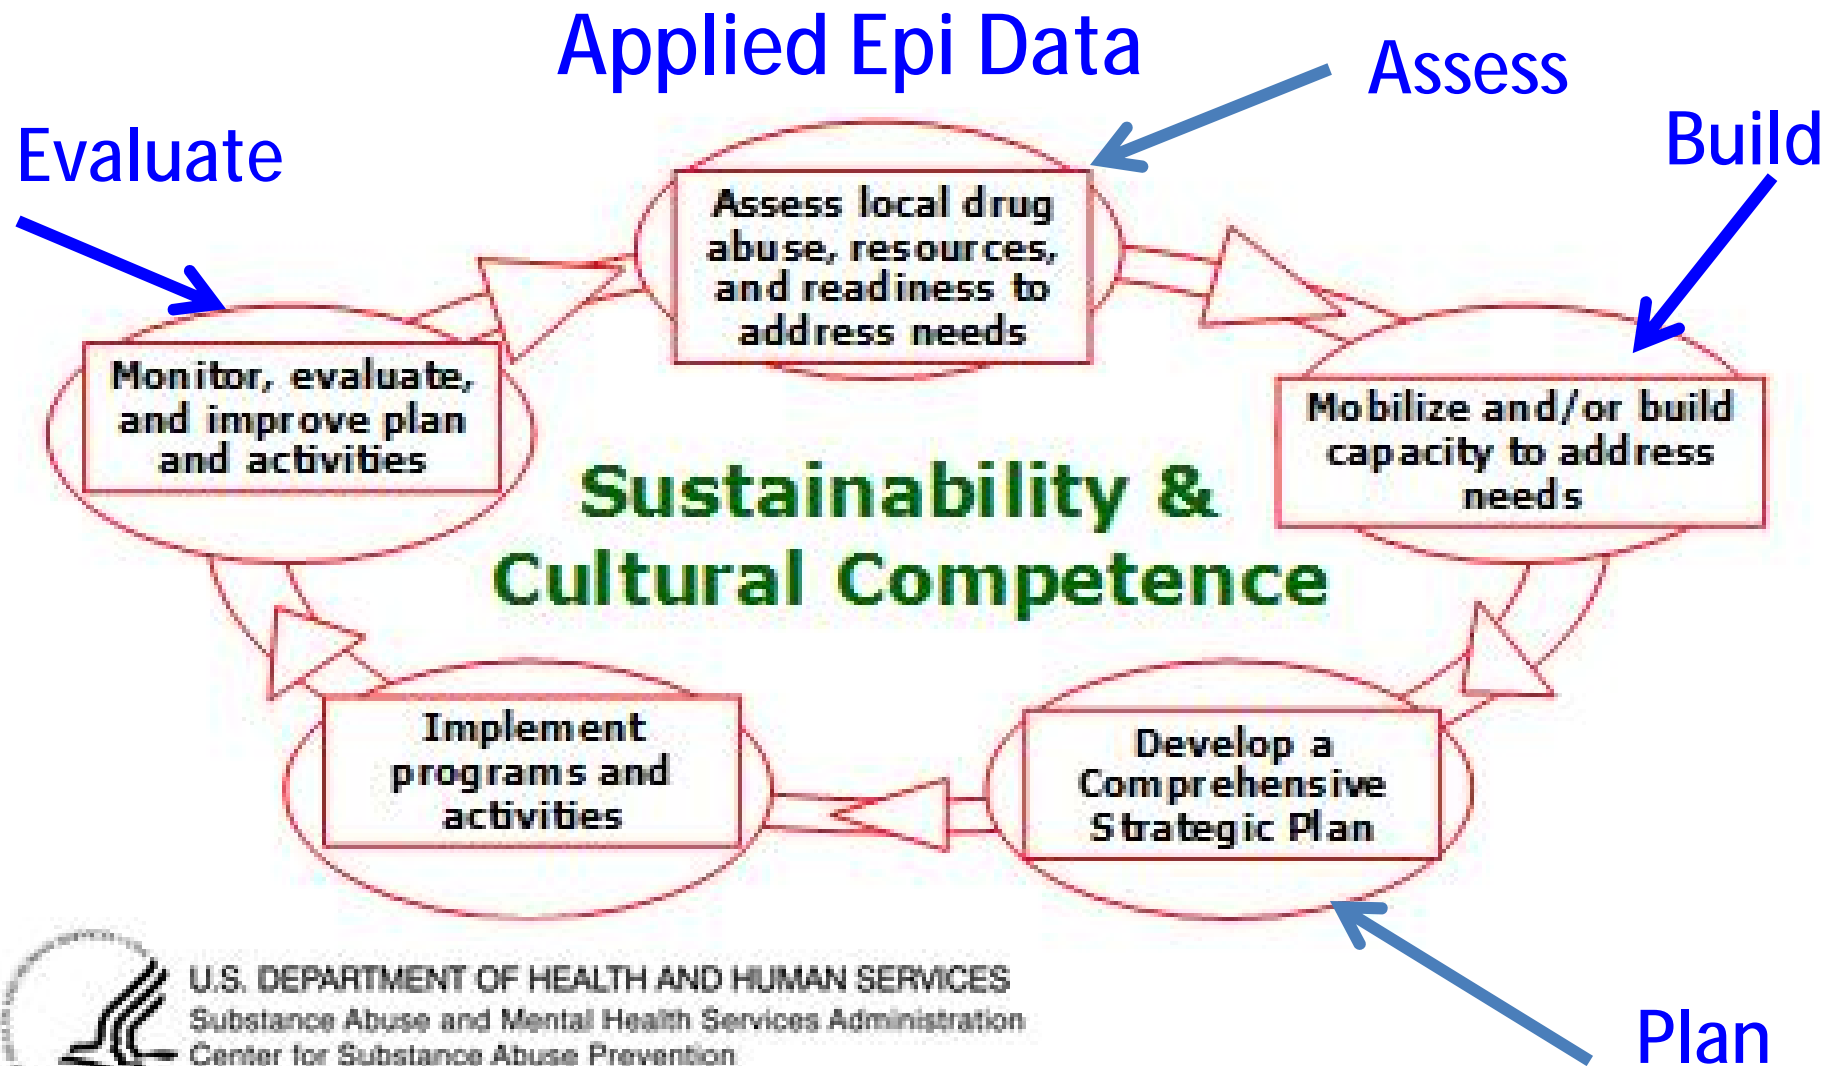 Applied Epi Data
Assess
Build
Evaluate
Assess local drug
abuse, resources,
and readiness to
address needs
Monitor, evaluate,
and improve plan
and activities
Mobilize and/or build
capacity to address
needs
Sustainability &
Cultural Competence
Implement
programs and
activities
Develop a
Comprehensive
Strategic Plan
U.S. DEPARTMENT OF HEALTH AND HUMAN SERVICES
Substance Abuse and Mental Health Services Administration
Center for Substance Abuse Prevention
Plan